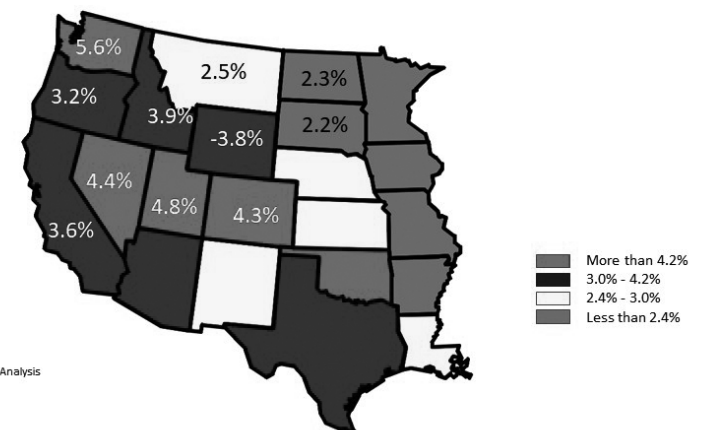 5.6%
2.5%
2.3%
3.2%
3.9%
2.2%
-3.8%
4.4%
4.8%
4.3%
3.6%
More than 4.2%
3.0% - 4.2%
2.4% - 3.0%
Less than 2.4%
Analysis